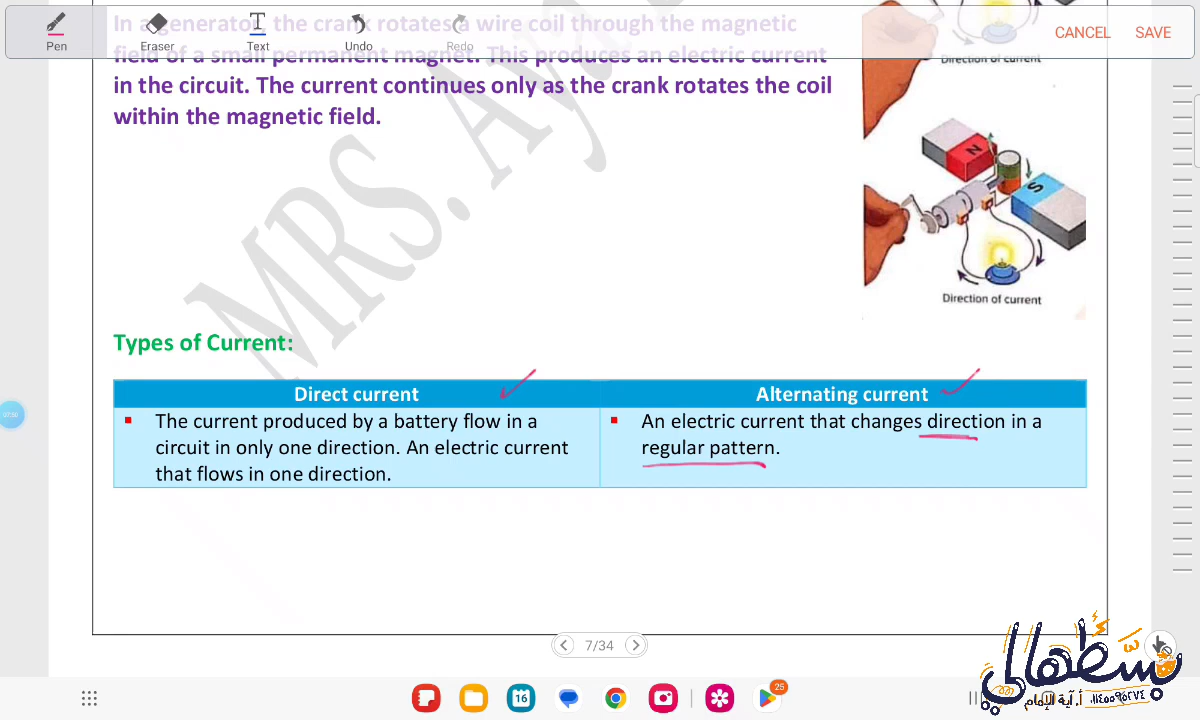 Pen
Eraser
Text
Undo
Redo
CANCEL
SAVE
In a generator, the crank rotates a wire coil through the magnetic
field of a small permanent magnet. This produces an electric current
in the circuit. The current continues only as the crank rotates the coil
within the magnetic field.
Direction of current
N
S
Direction of current
MRS. Ay
Types of Current:
Direct current
Alternating current
▪ The current produced by a battery flow in a
circuit in only one direction. An electric current
that flows in one direction.
▪ An electric current that changes direction in a
regular pattern.
7/34
16
25
أ. آية الإمام